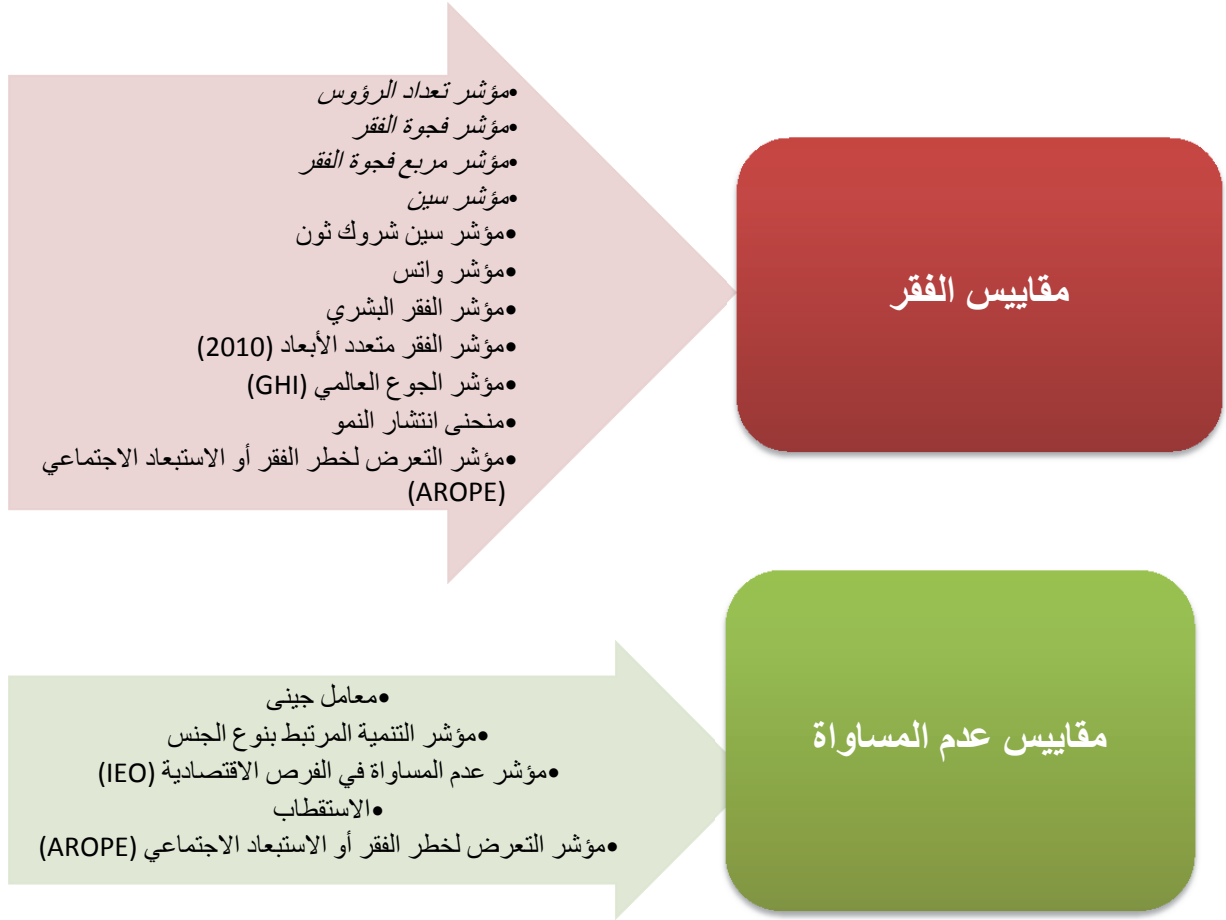 مقاييس الفقر
•مؤشر تعداد الرؤوس
•مؤشر فجوة الفقر
•مؤشر مربع فجوة الفقر
•مؤشر سين
•مؤشر سين شروك ثون
•مؤشر واتس
•مؤشر الفقر البشري
•مؤشر الفقر متعدد الأبعاد (2010)
•مؤشر الجوع العالمي (GHI)
•منحنى انتشار النمو
•مؤشر التعرض لخطر الفقر أو الاستبعاد الاجتماعي
(AROPE)
مقاييس عدم المساواة
•معامل جينى
•مؤشر التنمية المرتبط بنوع الجنس
•مؤشر عدم المساواة في الفرص الاقتصادية (IEO)
•الاستقطاب
•مؤشر التعرض لخطر الفقر أو الاستبعاد الاجتماعي (AROPE)